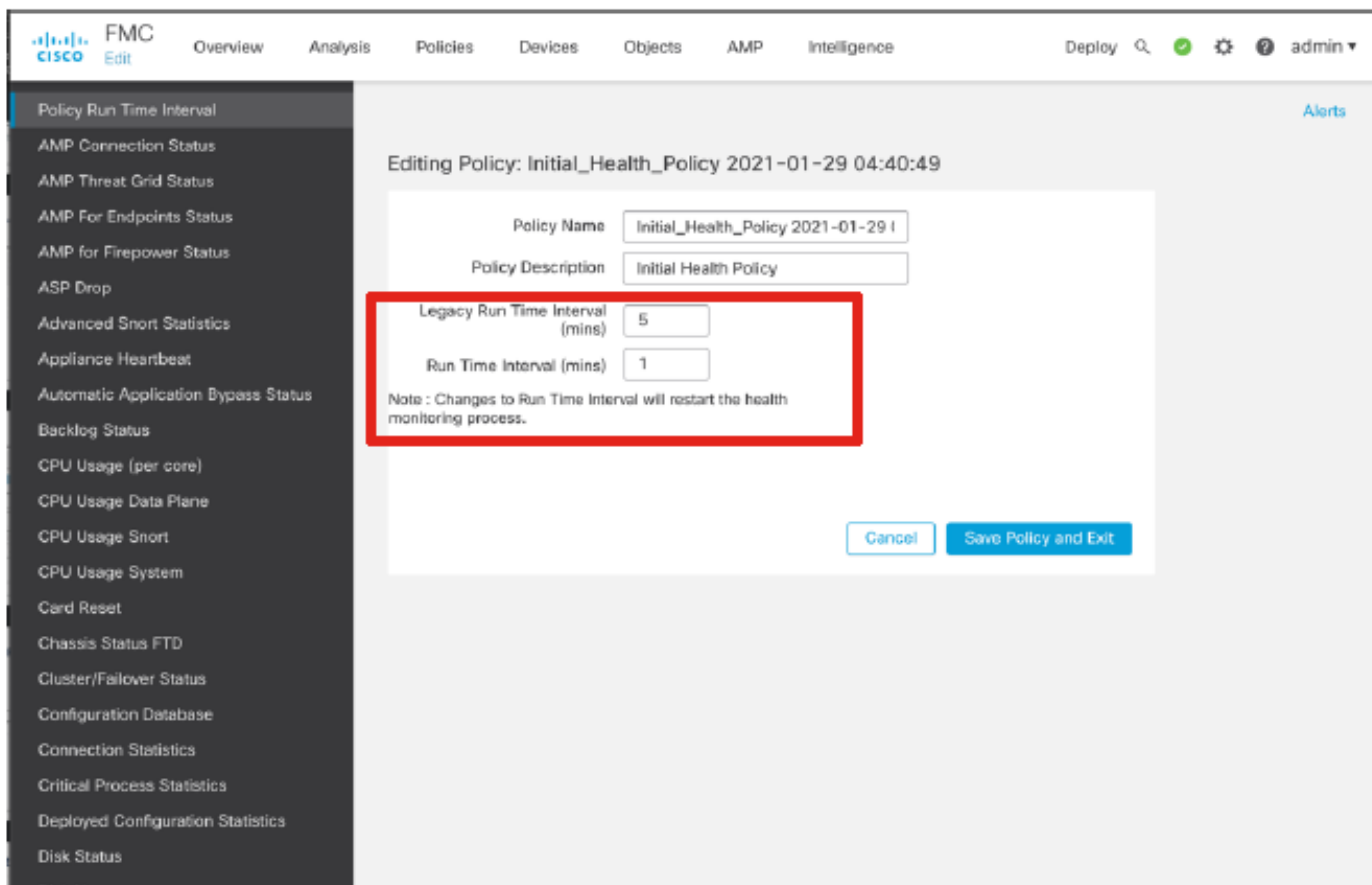 CISCO
FMC
Edit
Overview
Analysis
Policies
Devices
Objects
AMP
Intelligence
Deploy
admin
Policy Run Time Interval
AMP Connection Status
AMP Threat Grid Status
AMP For Endpoints Status
AMP for Firepower Status
ASP Drop
Advanced Snort Statistics
Appliance Heartbeat
Automatic Application Bypass Status
Backlog Status
CPU Usage (per core)
CPU Usage Data Plane
CPU Usage Snort
CPU Usage System
Card Reset
Chassis Status FTD
Cluster/Failover Status
Configuration Database
Connection Statistics
Critical Process Statistics
Deployed Configuration Statistics
Disk Status
Alerts
Editing Policy: Initial_Health_Policy 2021-01-29 04:40:49
Policy Name
Initial_Health_Policy 2021-01-29
Policy Description
Initial Health Policy
Legacy Run Time Interval
(mins)
5
Run Time Interval (mins)
1
Note : Changes to Run Time Interval will restart the health
monitoring process.
Cancel
Save Policy and Exit